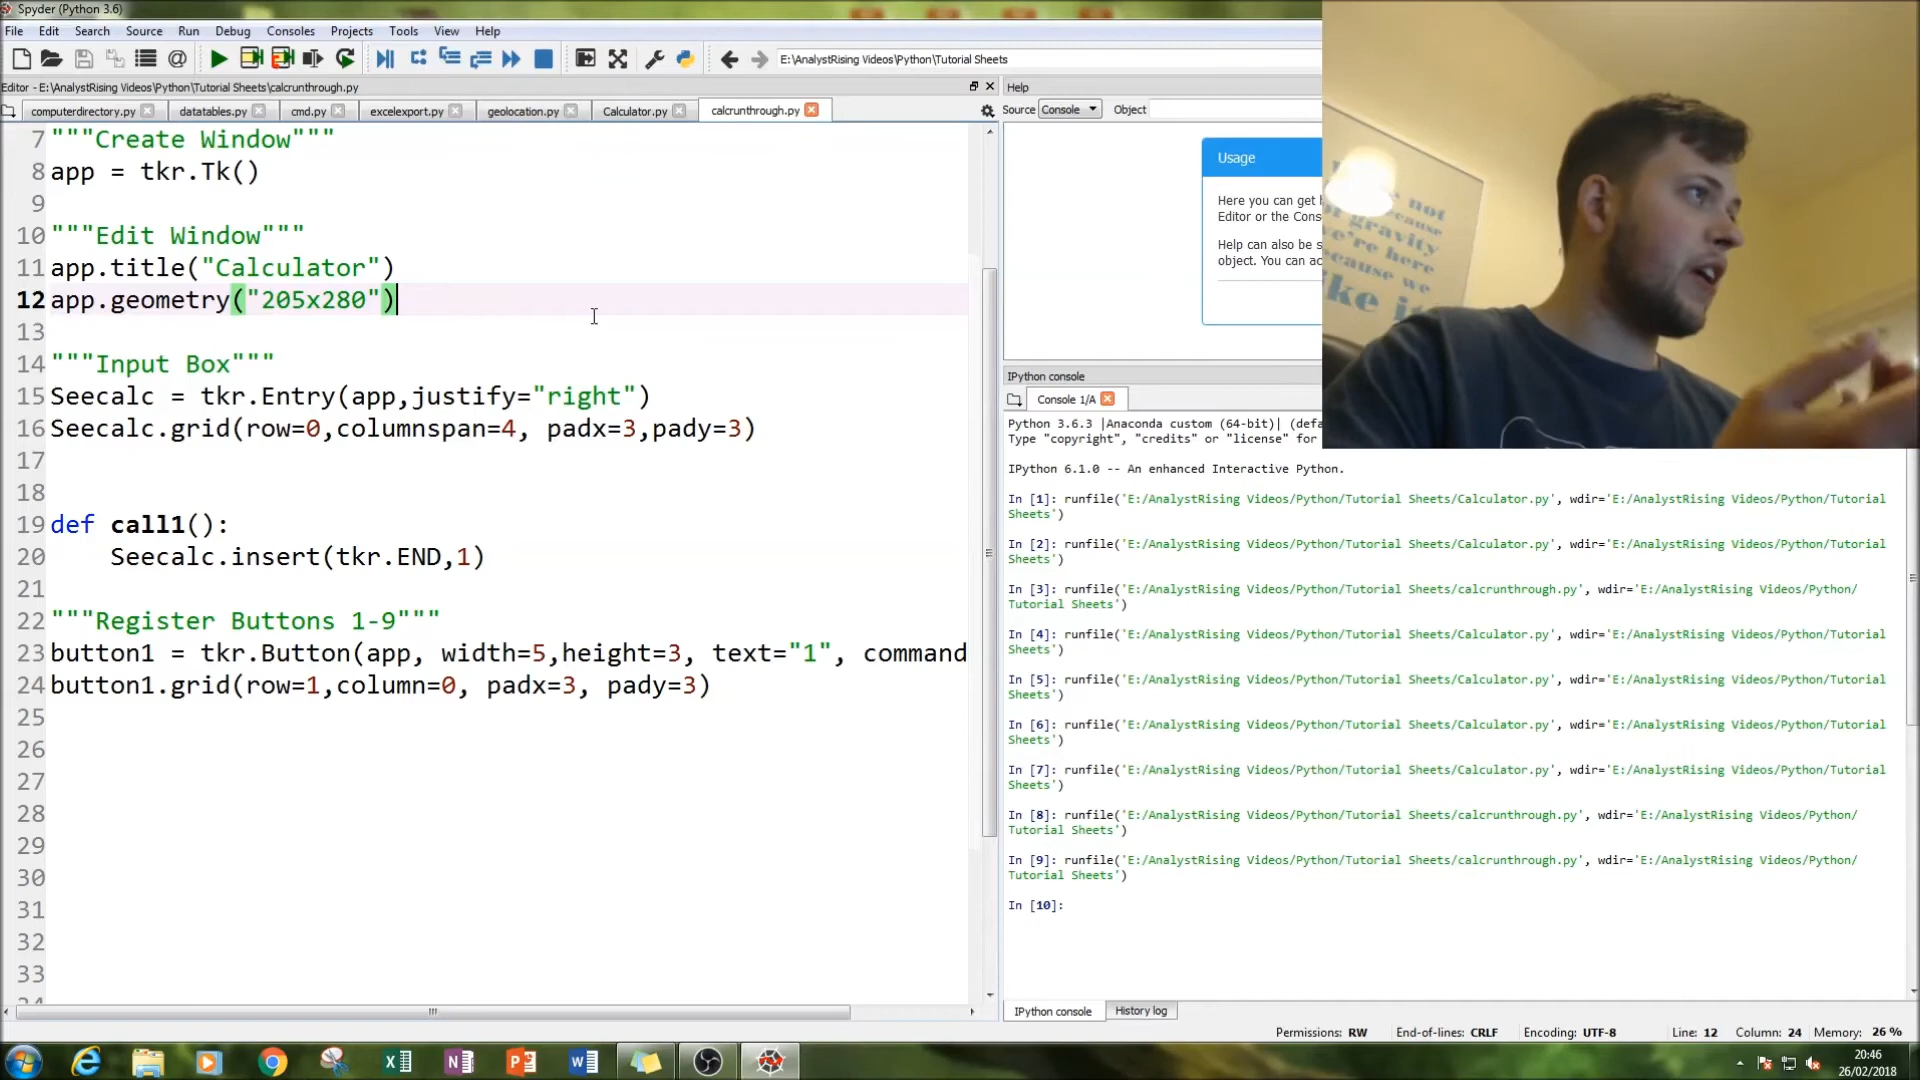 Spyder (Python 3.6)
File Edit Search Source Run Debug Consoles Projects Tools View Help
E:\AnalystRising Videos\Python\Tutorial Sheets
Editor - E:\AnalystRising Videos\Python\Tutorial Sheets\calcrunthrough.py
computerdirectory.py datatables.py cmd.py excelexport.py geolocation.py Calculator.py calcrunthrough.py
7 """Create Window"""
8 app = tkr.Tk()
9
10 """Edit Window"""
11 app.title("Calculator")
12 app.geometry("205x280")
13
14 """Input Box"""
15 Seecalc = tkr.Entry(app,justify="right")
16 Seecalc.grid(row=0,columnspan=4, padx=3,pady=3)
17
18
19 def call1():
20     Seecalc.insert(tkr.END,1)
21
22 """Register Buttons 1-9"""
23 button1 = tkr.Button(app, width=5,height=3, text="1", command
24 button1.grid(row=1,column=0, padx=3, pady=3)
25
26
27
28
29
30
31
32
33
Help
Source Console Object
Usage
Here you can get
Editor or the Cons
Help can also be s
object. You can ac
not
because
gravity
we're here
because we
like it
IPython console
Console 1/A
Python 3.6.3 |Anaconda custom (64-bit)| (defa
Type "copyright", "credits" or "license" for
IPython 6.1.0 -- An enhanced Interactive Python.
In [1]: runfile('E:/AnalystRising Videos/Python/Tutorial Sheets/Calculator.py', wdir='E:/AnalystRising Videos/Python/Tutorial
Sheets')
In [2]: runfile('E:/AnalystRising Videos/Python/Tutorial Sheets/Calculator.py', wdir='E:/AnalystRising Videos/Python/Tutorial
Sheets')
In [3]: runfile('E:/AnalystRising Videos/Python/Tutorial Sheets/calcrunthrough.py', wdir='E:/AnalystRising Videos/Python/
Tutorial Sheets')
In [4]: runfile('E:/AnalystRising Videos/Python/Tutorial Sheets/Calculator.py', wdir='E:/AnalystRising Videos/Python/Tutorial
Sheets')
In [5]: runfile('E:/AnalystRising Videos/Python/Tutorial Sheets/Calculator.py', wdir='E:/AnalystRising Videos/Python/Tutorial
Sheets')
In [6]: runfile('E:/AnalystRising Videos/Python/Tutorial Sheets/Calculator.py', wdir='E:/AnalystRising Videos/Python/Tutorial
Sheets')
In [7]: runfile('E:/AnalystRising Videos/Python/Tutorial Sheets/Calculator.py', wdir='E:/AnalystRising Videos/Python/Tutorial
Sheets')
In [8]: runfile('E:/AnalystRising Videos/Python/Tutorial Sheets/calcrunthrough.py', wdir='E:/AnalystRising Videos/Python/
Tutorial Sheets')
In [9]: runfile('E:/AnalystRising Videos/Python/Tutorial Sheets/calcrunthrough.py', wdir='E:/AnalystRising Videos/Python/
Tutorial Sheets')
In [10]:
IPython console History log
Permissions: RW End-of-lines: CRLF Encoding: UTF-8 Line: 12 Column: 24 Memory: 26 %
20:46
26/02/2018